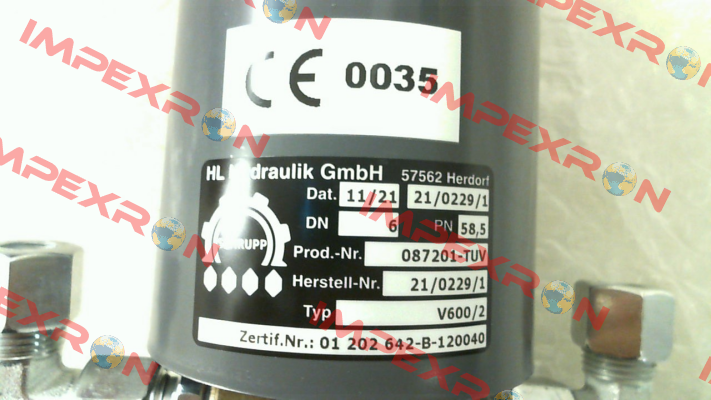 IMPEXRON
CE 0035
HL Hydraulik GmbH 57562 Herdorf
Dat. 11/21 21/0229/1
DN 6 PN 58,5
Prod.-Nr. 087201-TÜV
Herstell-Nr. 21/0229/1
Typ V600/2
Zertif.Nr.: 01 202 642-B-120040